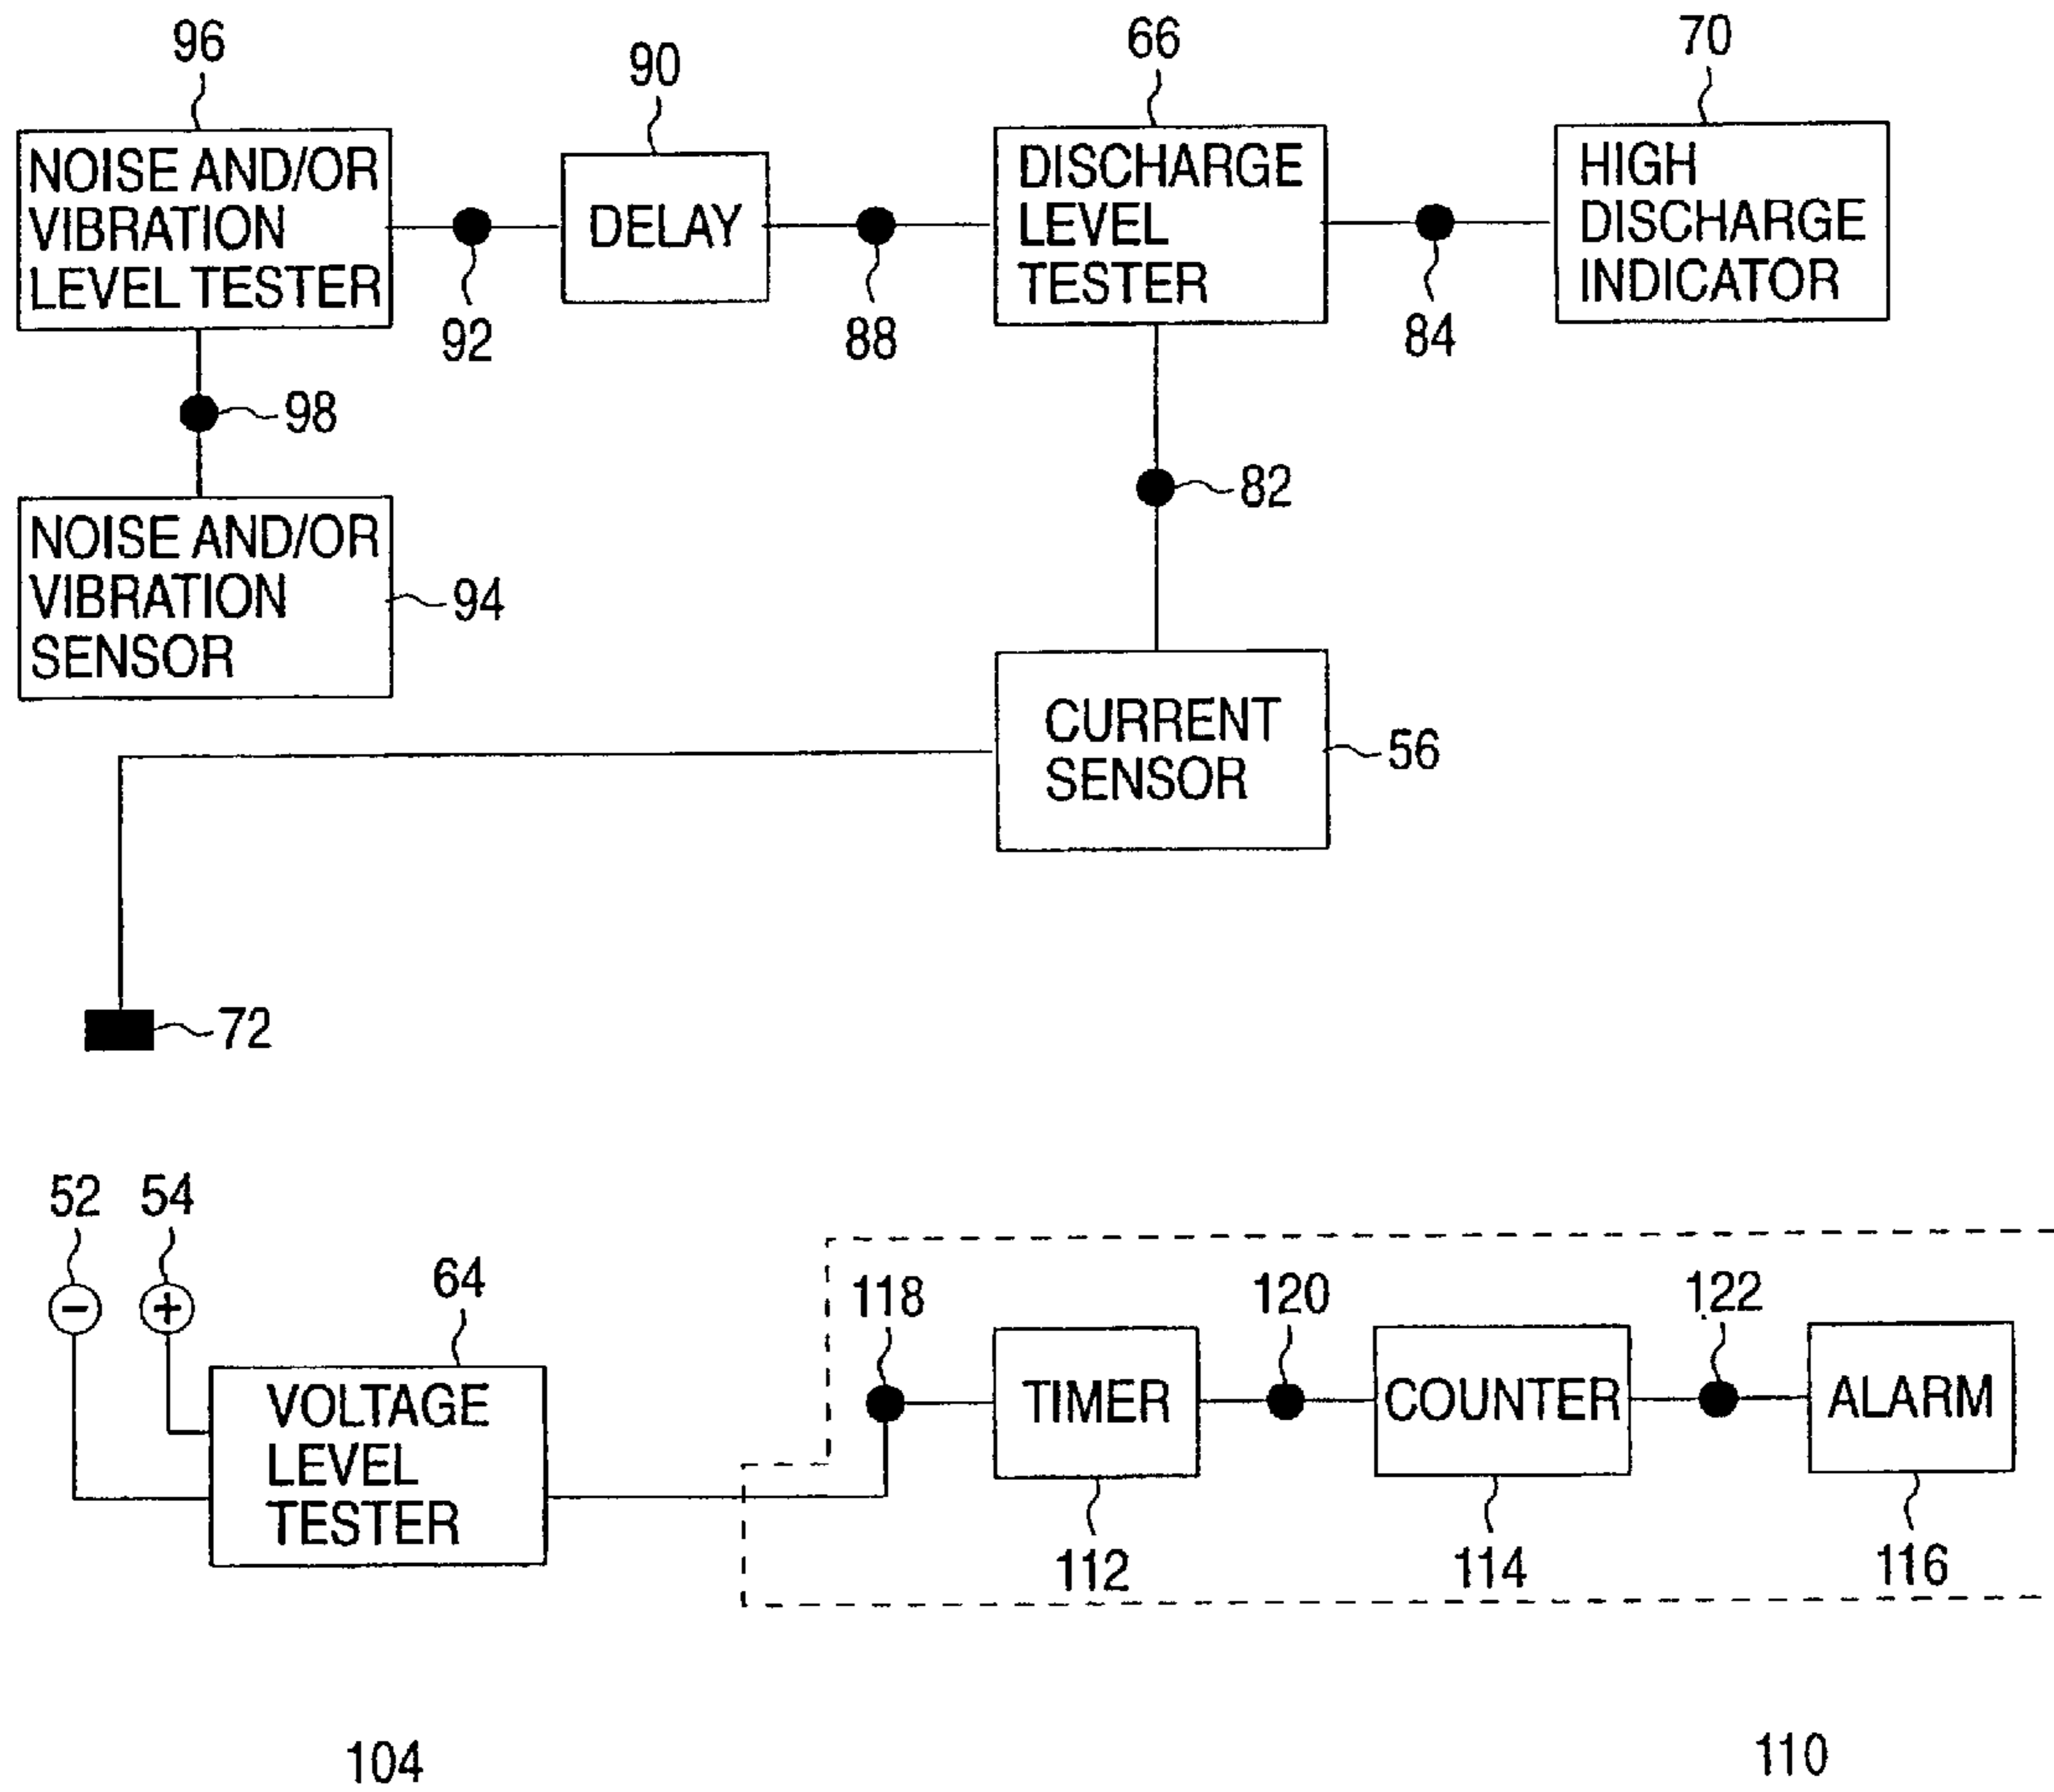 96
90
66
70
NOISE AND/OR
VIBRATION
LEVEL TESTER
DELAY
DISCHARGE
LEVEL
TESTER
HIGH
DISCHARGE
INDICATOR
92
88
84
98
82
NOISE AND/OR
VIBRATION
SENSOR
94
CURRENT
SENSOR
56
72
52
54
64
118
120
122
− +
VOLTAGE
LEVEL
TESTER
TIMER
COUNTER
ALARM
112
114
116
104
110